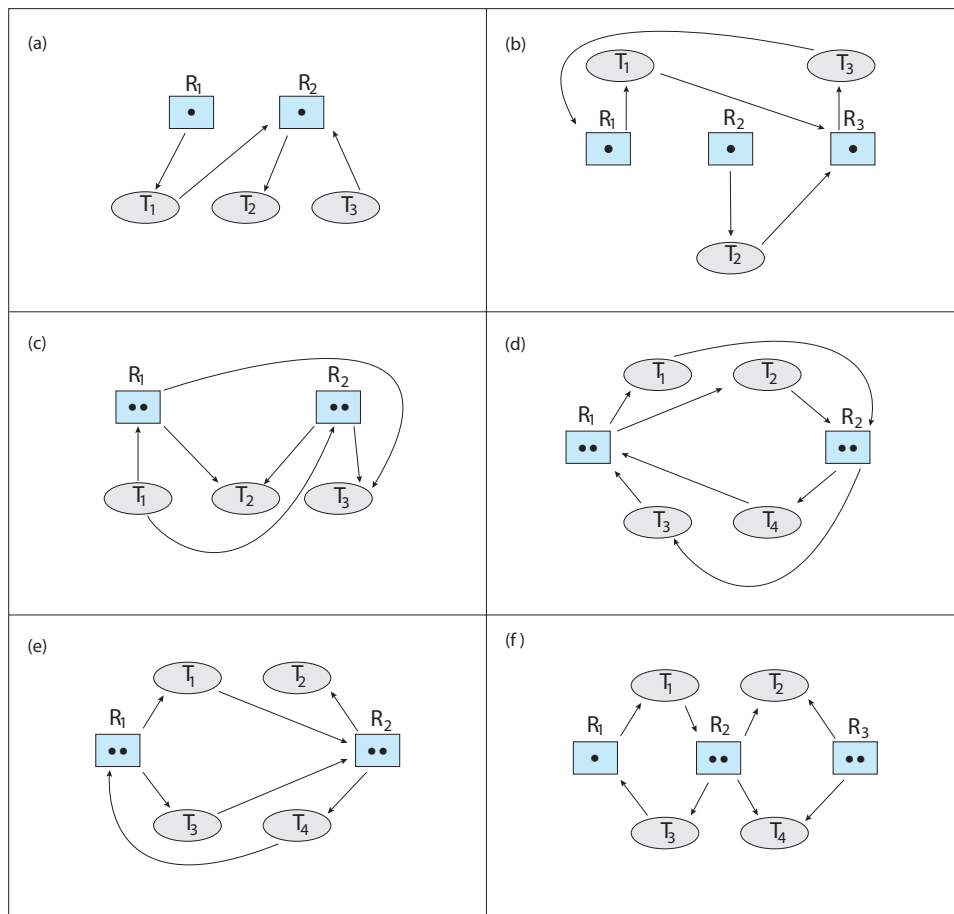 (a)
R1 R2
T1 T2 T3
(b)
T1 T3
R1 R2 R3
T2
(c)
R1 R2
T1 T2 T3
(d)
T1 T2
R1 R2
T3 T4
(e)
T1 T2
R1 R2
T3 T4
(f)
T1 T2
R1 R2 R3
T3 T4